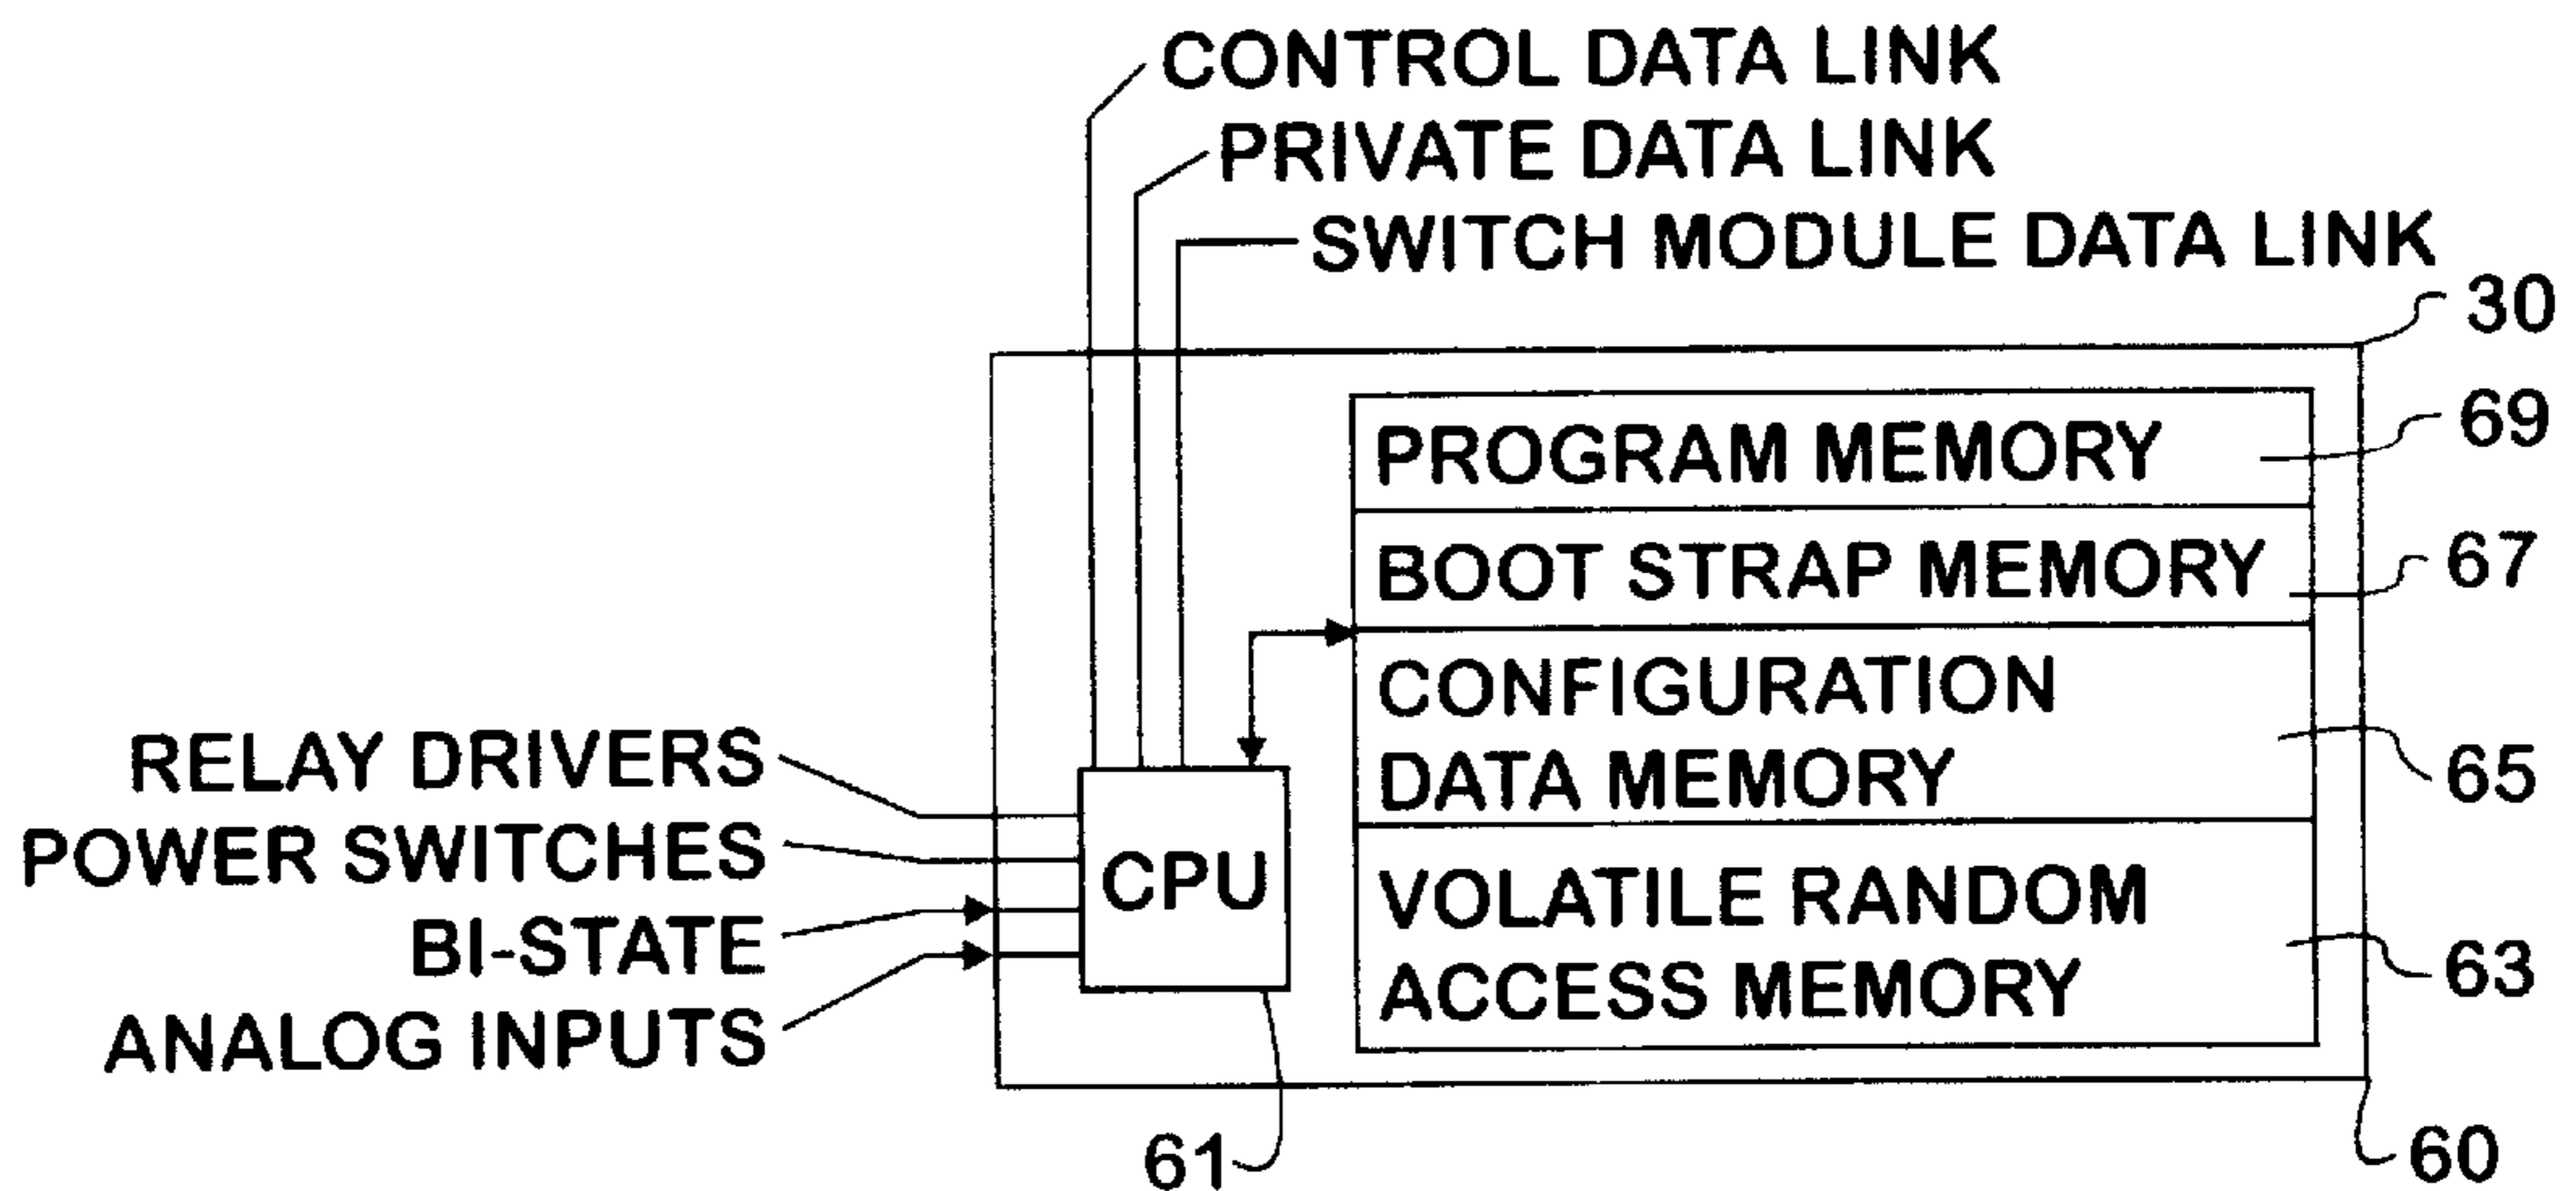 CONTROL DATA LINK
PRIVATE DATA LINK
SWITCH MODULE DATA LINK
30
PROGRAM MEMORY
69
BOOT STRAP MEMORY
67
CONFIGURATION
DATA MEMORY
65
VOLATILE RANDOM
ACCESS MEMORY
63
RELAY DRIVERS
POWER SWITCHES
BI-STATE
ANALOG INPUTS
CPU
61
60